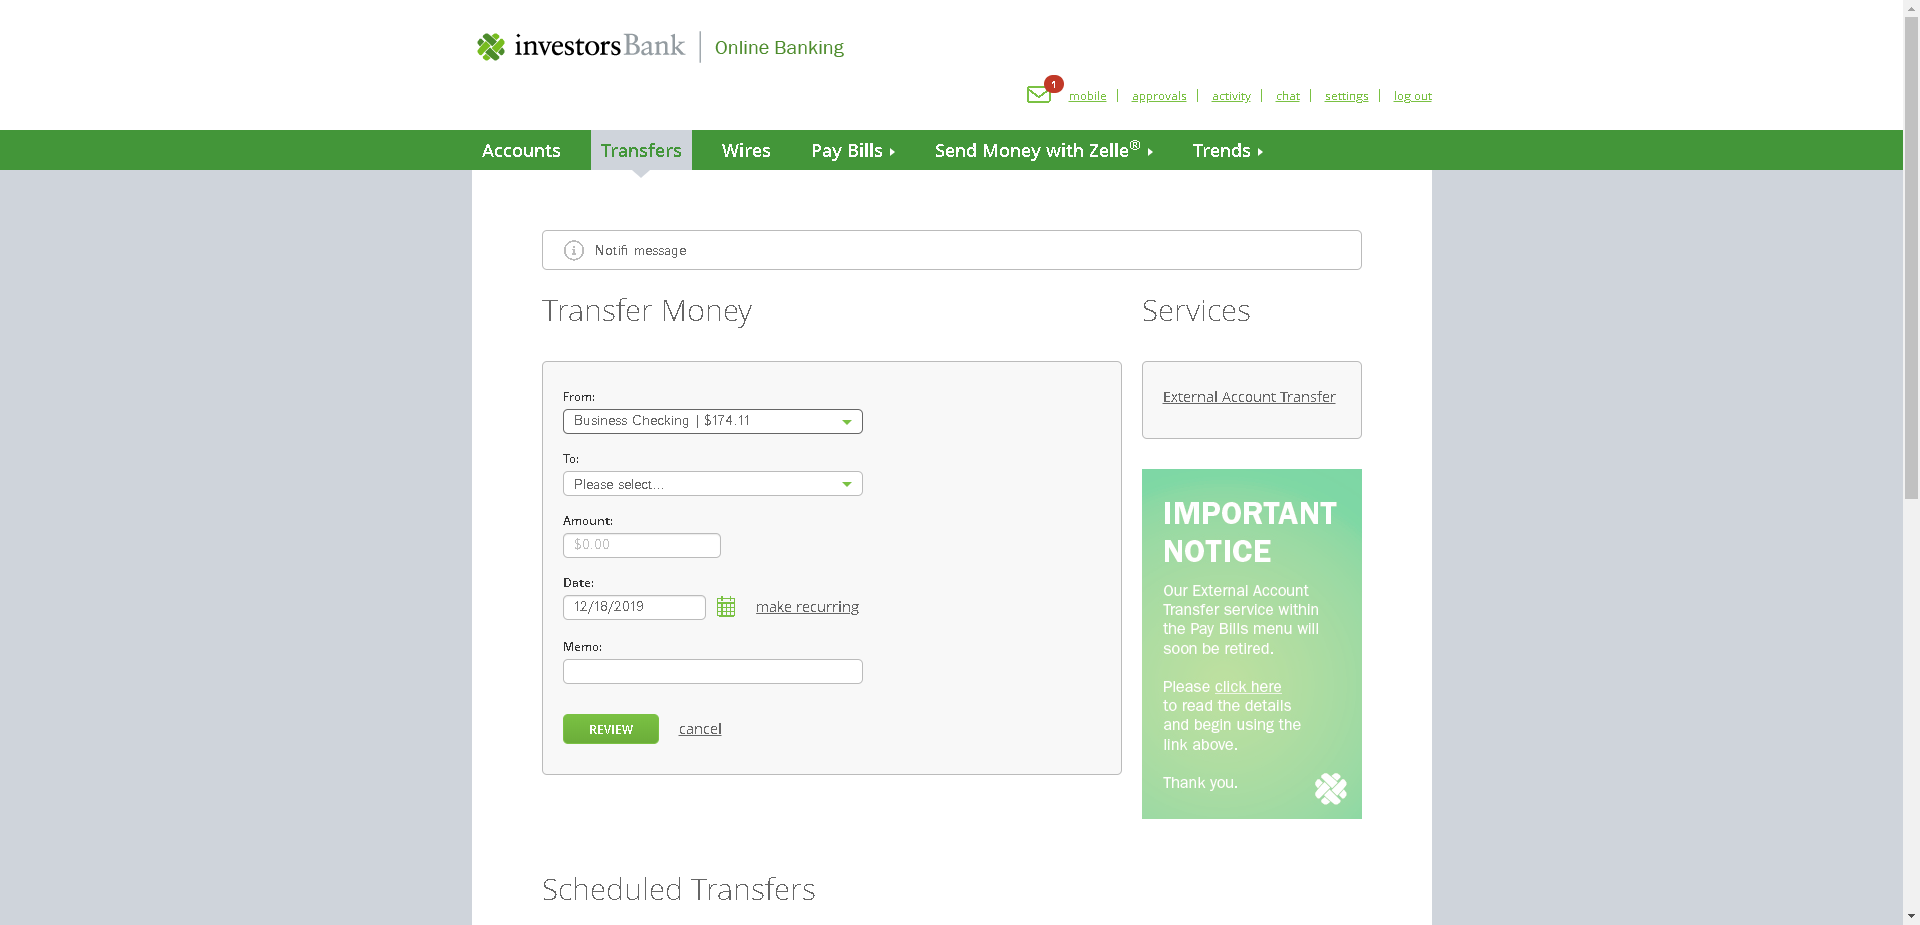 investorsBank Online Banking
1
mobile approvals activity chat settings log out
Accounts Transfers Wires Pay Bills Send Money with Zelle® Trends
Notifi message
Transfer Money
From:
Business Checking | $174.11
To:
Please select...
Amount:
$0.00
Date:
12/18/2019 make recurring
Memo:
REVIEW cancel
Services
External Account Transfer
IMPORTANT
NOTICE
Our External Account
Transfer service within
the Pay Bills menu will
soon be retired.
Please click here
to read the details
and begin using the
link above.
Thank you.
Scheduled Transfers